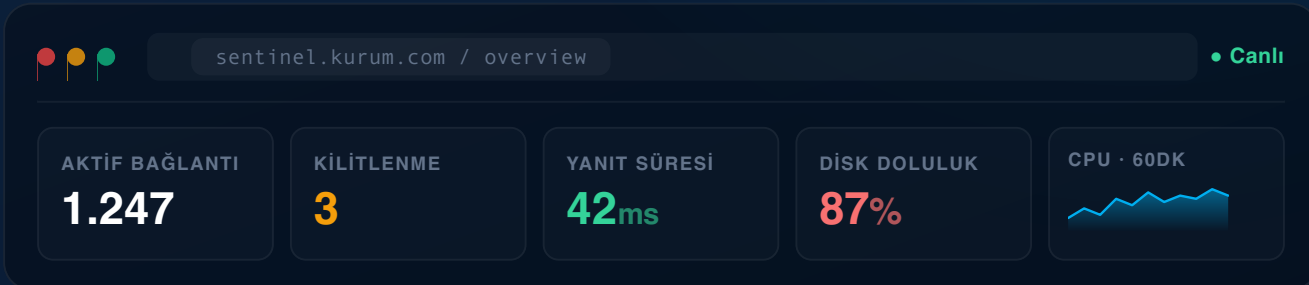 sentinel.kurum.com / overview
Canlı
AKTİF BAĞLANTI
1.247
KİLİTLENME
3
YANIT SÜRESİ
42ms
DİSK DOLULUK
87%
CPU · 60DK